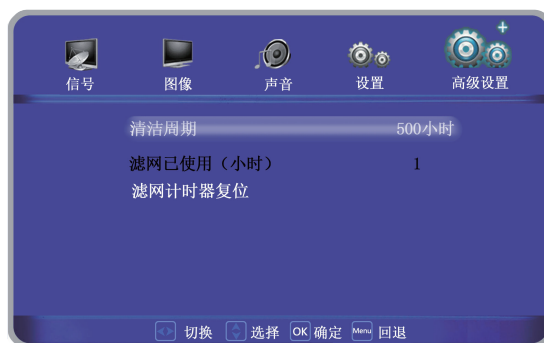 信号 图像 声音 设置 高级设置
清洁周期 500小时
滤网已使用（小时） 1
滤网计时器复位
切换 选择 OK 确定 Menu 回退